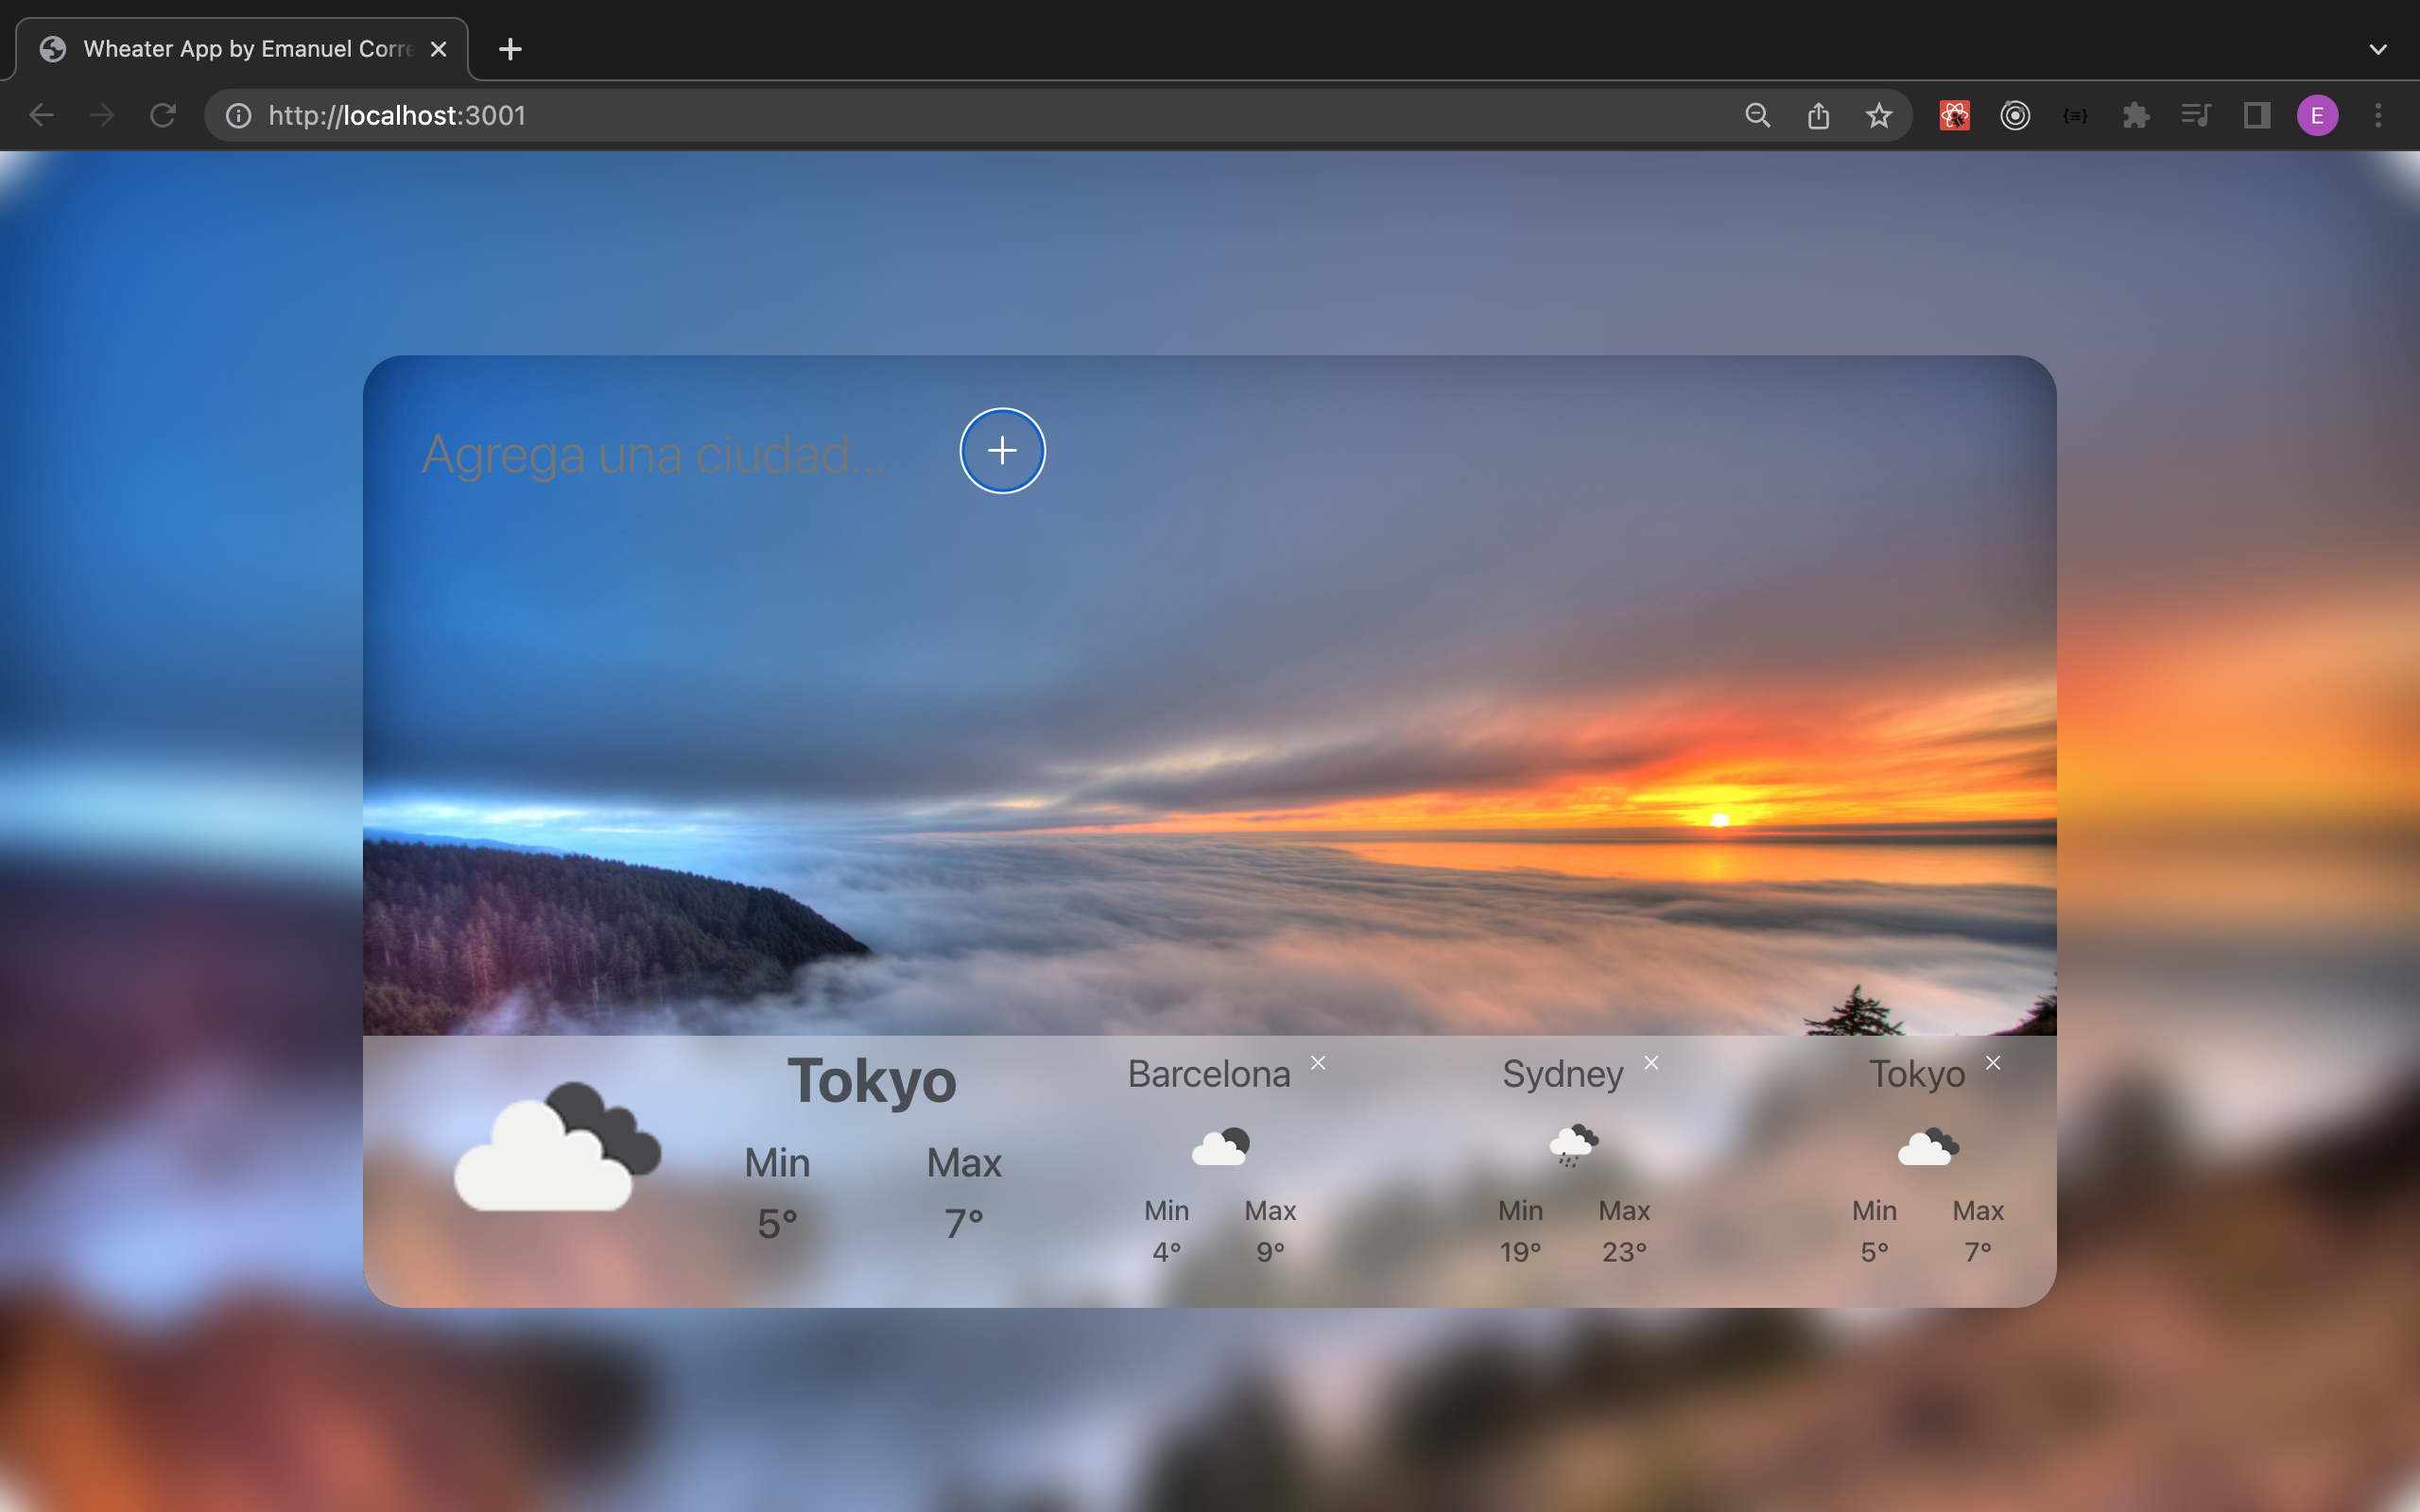 Wheater App by Emanuel Corre
http://localhost:3001
E
Agrega una ciudad...
Tokyo
Min Max
5° 7°
Barcelona
Min Max
4° 9°
Sydney
Min Max
19° 23°
Tokyo
Min Max
5° 7°